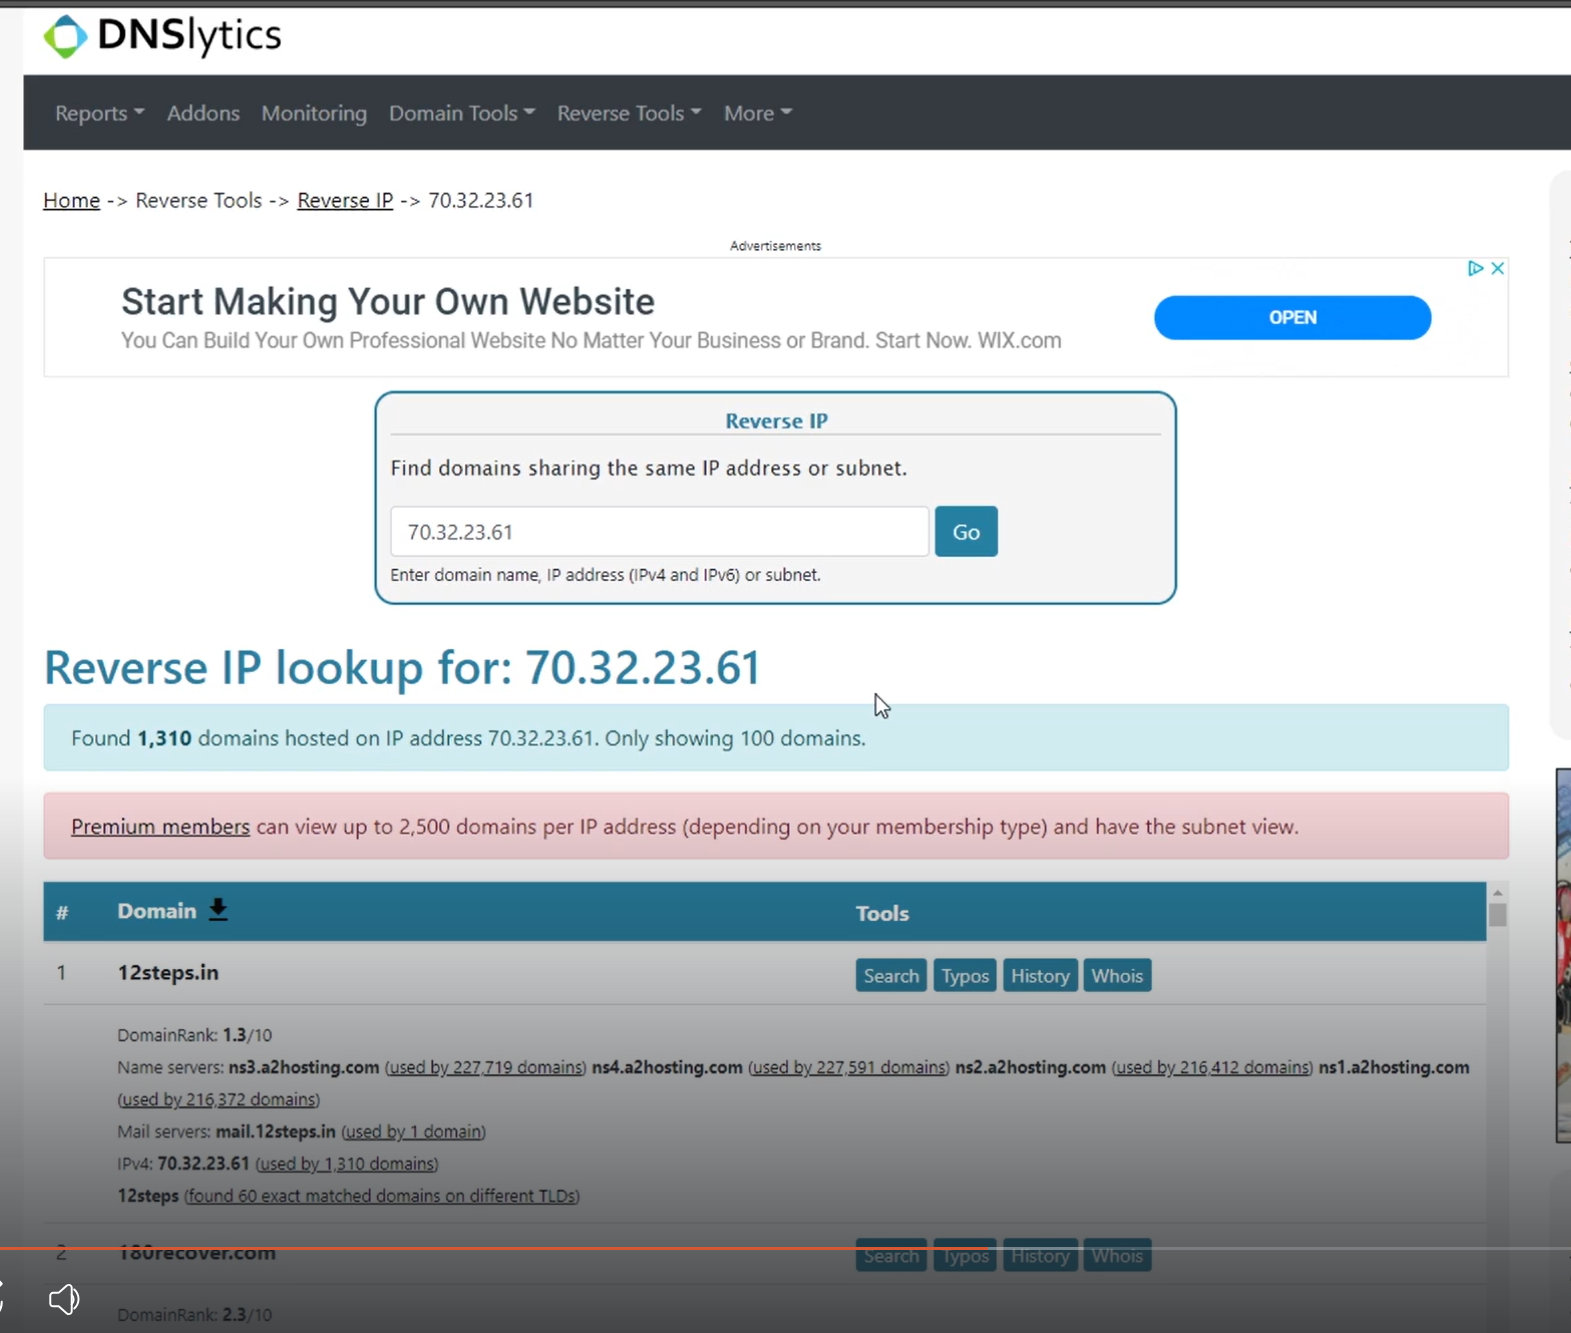 DNSlytics
Reports Addons Monitoring Domain Tools Reverse Tools More
Home -> Reverse Tools -> Reverse IP -> 70.32.23.61
Advertisements
Start Making Your Own Website
You Can Build Your Own Professional Website No Matter Your Business or Brand. Start Now. WIX.com
OPEN
Reverse IP
Find domains sharing the same IP address or subnet.
70.32.23.61 Go
Enter domain name, IP address (IPv4 and IPv6) or subnet.
Reverse IP lookup for: 70.32.23.61
Found 1,310 domains hosted on IP address 70.32.23.61. Only showing 100 domains.
Premium members can view up to 2,500 domains per IP address (depending on your membership type) and have the subnet view.
# Domain Tools
1 12steps.in Search Typos History Whois
DomainRank: 1.3/10
Name servers: ns3.a2hosting.com (used by 227,719 domains) ns4.a2hosting.com (used by 227,591 domains) ns2.a2hosting.com (used by 216,412 domains) ns1.a2hosting.com
(used by 216,372 domains)
Mail servers: mail.12steps.in (used by 1 domain)
IPv4: 70.32.23.61 (used by 1,310 domains)
12steps (found 60 exact matched domains on different TLDs)
2 180recover.com Search Typos History Whois
DomainRank: 2.3/10